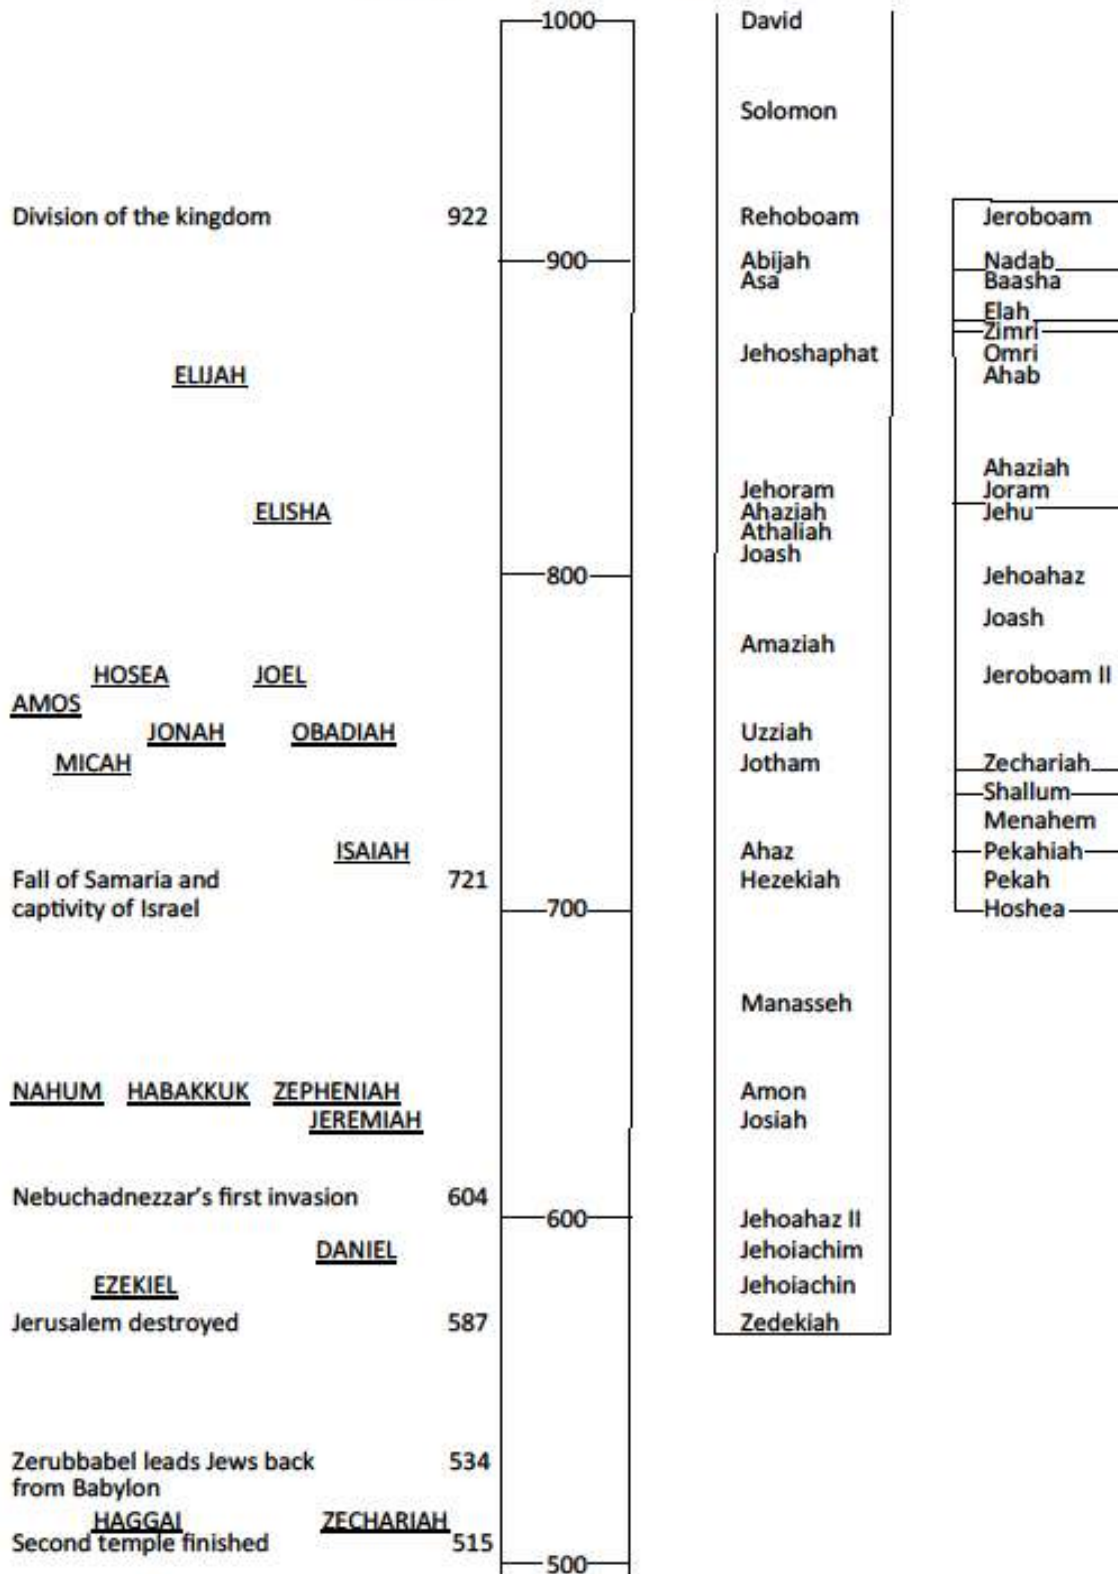 1000 David
Solomon
Division of the kingdom 922 Rehoboam Jeroboam
900 Abijah Nadab
Asa Baasha
Elah
Zimri
Jehoshaphat Omri
ELIJAH Ahab
Ahaziah
Jehoram Joram
ELISHA Ahaziah Jehu
Athaliah
Joash
800 Jehoahaz
Joash
Amaziah
HOSEA JOEL Jeroboam II
AMOS
JONAH OBADIAH Uzziah
MICAH Jotham Zechariah
Shallum
Menahem
ISAIAH Ahaz Pekahiah
Fall of Samaria and 721 Hezekiah Pekah
captivity of Israel 700 Hoshea
Manasseh
NAHUM HABAKKUK ZEPHENIAH Amon
JEREMIAH Josiah
Nebuchadnezzar's first invasion 604
600 Jehoahaz II
DANIEL Jehoiachim
EZEKIEL Jehoiachin
Jerusalem destroyed 587 Zedekiah
Zerubbabel leads Jews back 534
from Babylon
HAGGAI ZECHARIAH
Second temple finished 515
500